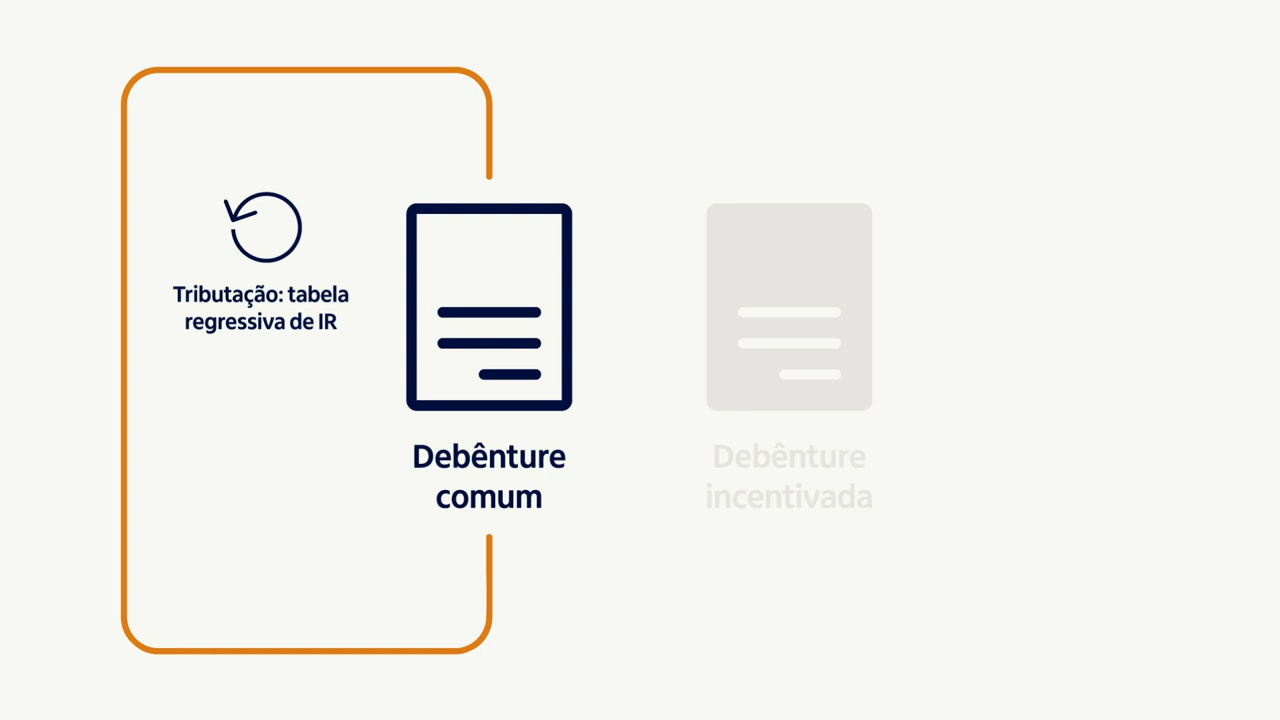 Tributação: tabela
regressiva de IR
Debênture
comum
Debênture
incentivada